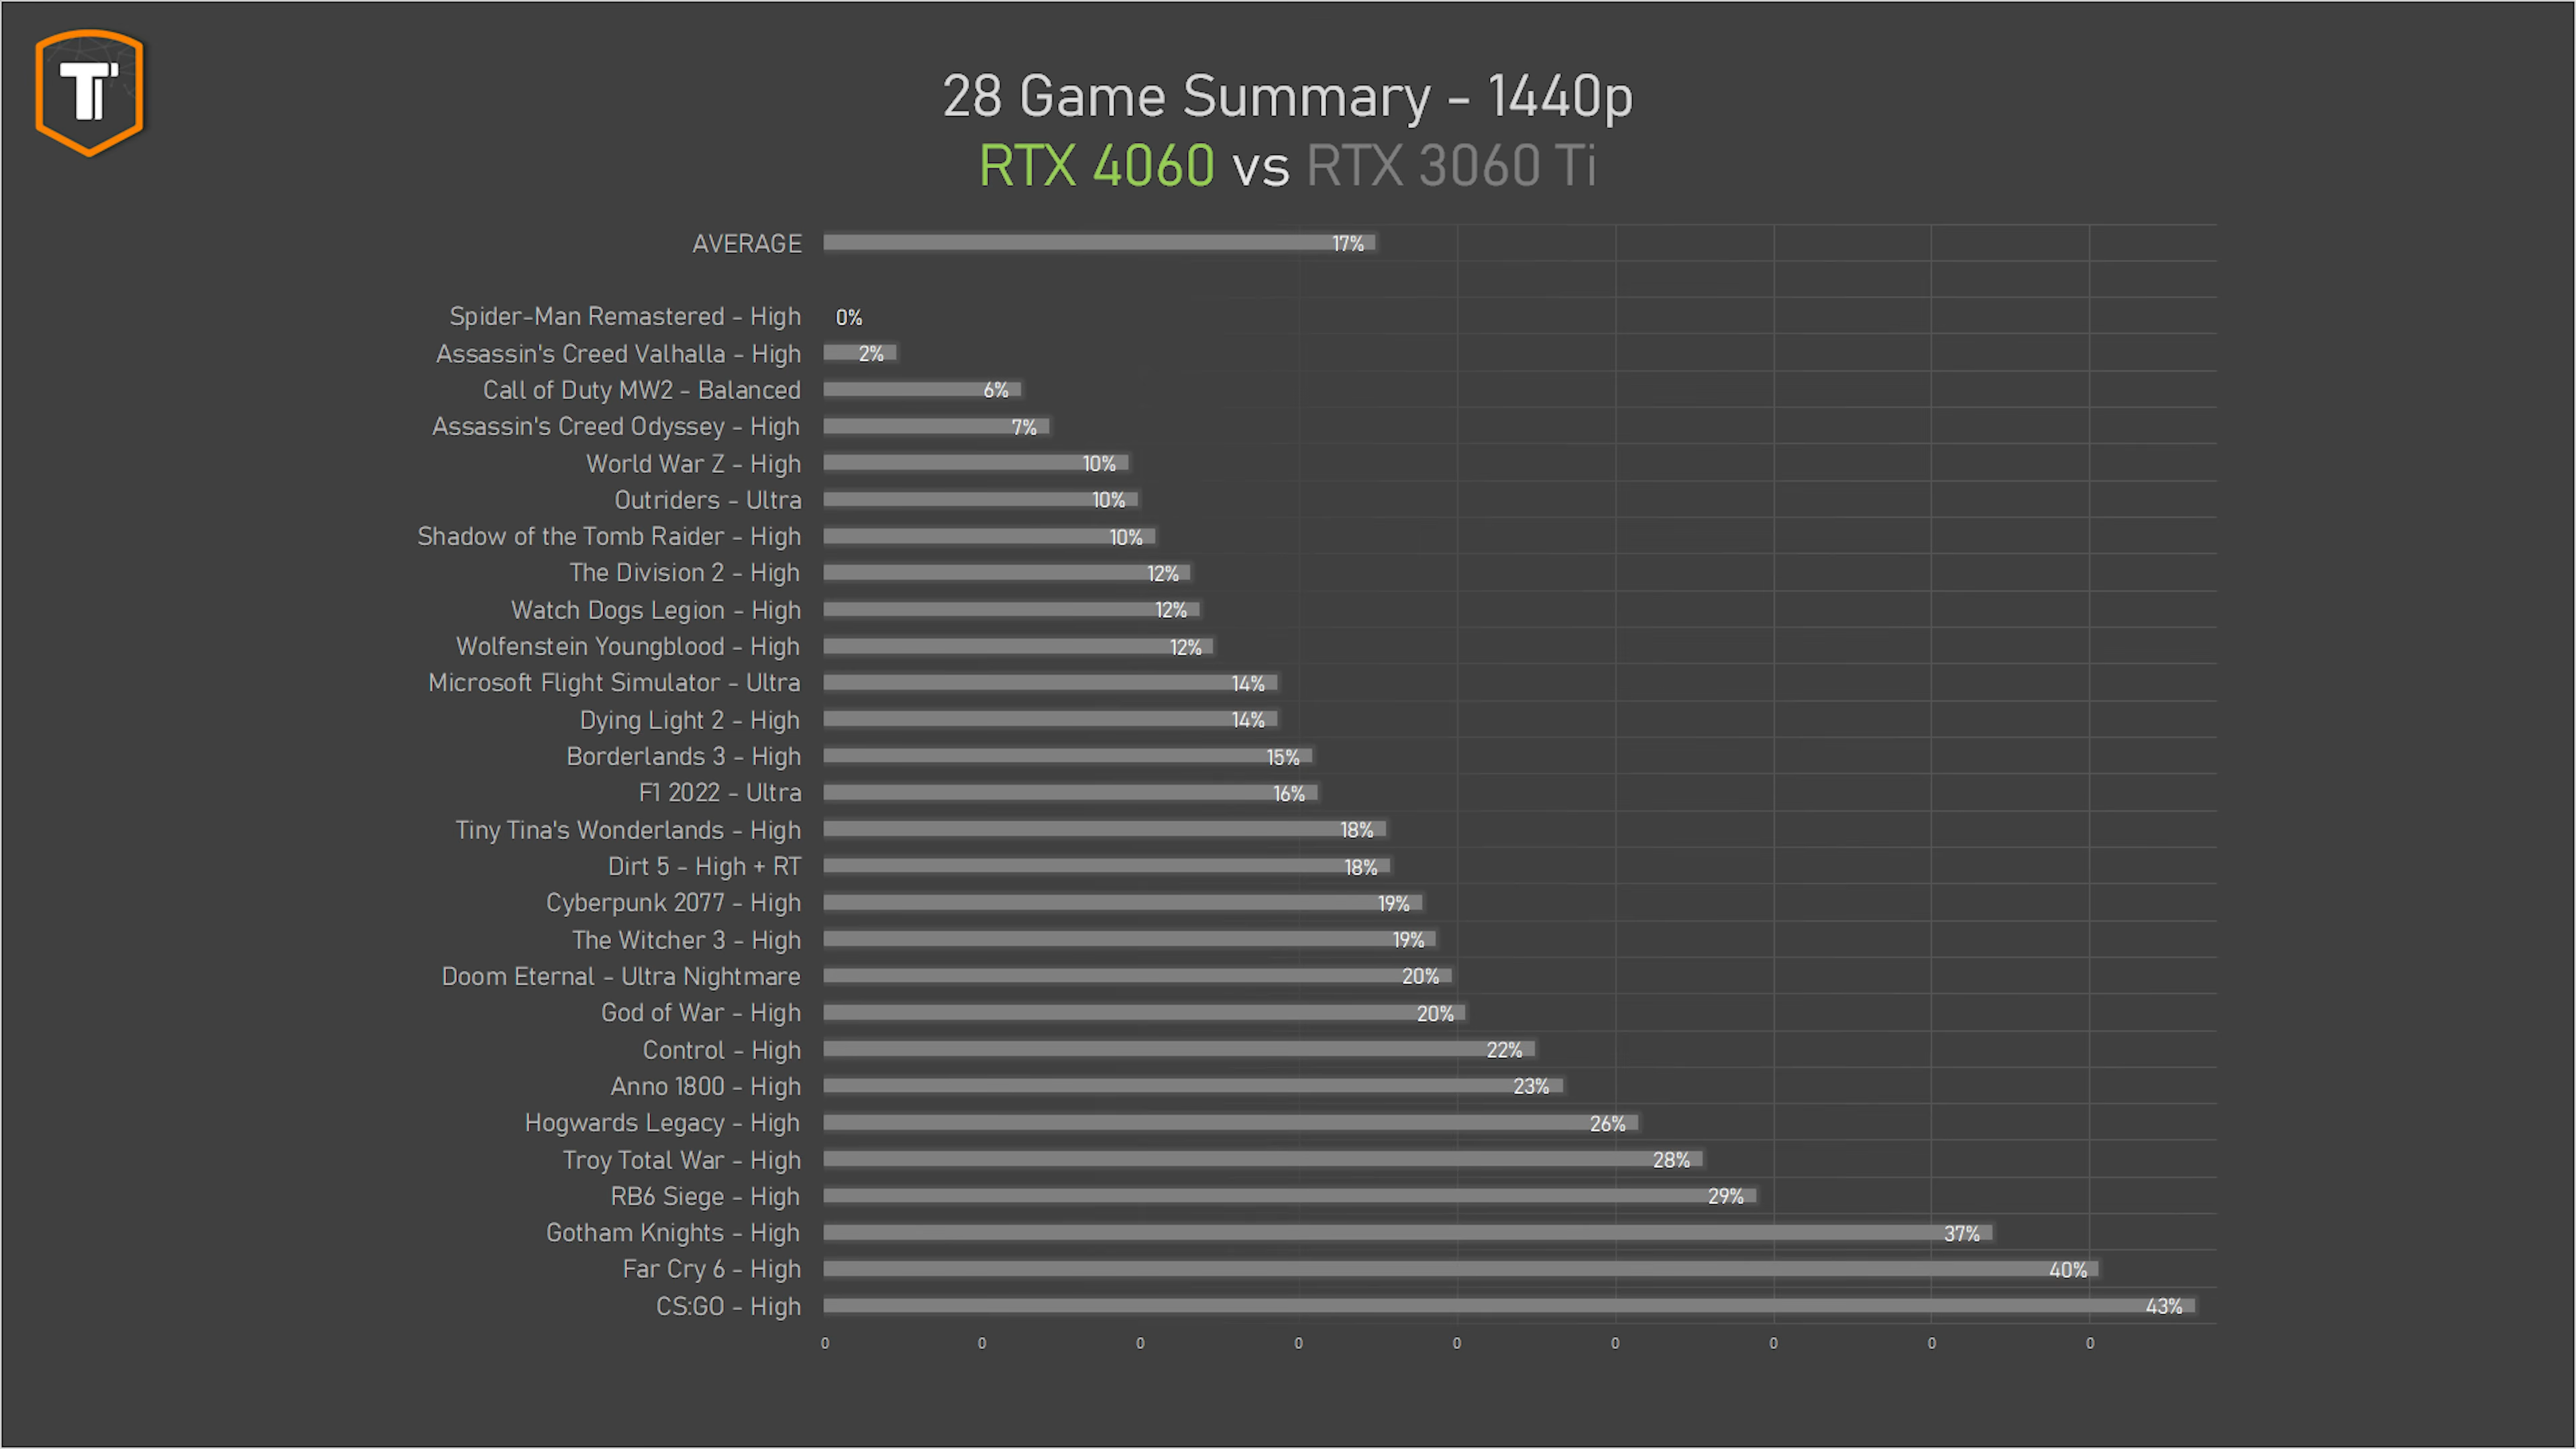 Ti
28 Game Summary - 1440p
RTX 4060 vs RTX 3060 Ti
AVERAGE 17%
Spider-Man Remastered - High 0%
Assassin's Creed Valhalla - High 2%
Call of Duty MW2 - Balanced 6%
Assassin's Creed Odyssey - High 7%
World War Z - High 10%
Outriders - Ultra 10%
Shadow of the Tomb Raider - High 10%
The Division 2 - High 12%
Watch Dogs Legion - High 12%
Wolfenstein Youngblood - High 12%
Microsoft Flight Simulator - Ultra 14%
Dying Light 2 - High 14%
Borderlands 3 - High 15%
F1 2022 - Ultra 16%
Tiny Tina's Wonderlands - High 18%
Dirt 5 - High + RT 18%
Cyberpunk 2077 - High 19%
The Witcher 3 - High 19%
Doom Eternal - Ultra Nightmare 20%
God of War - High 20%
Control - High 22%
Anno 1800 - High 23%
Hogwards Legacy - High 26%
Troy Total War - High 28%
RB6 Siege - High 29%
Gotham Knights - High 37%
Far Cry 6 - High 40%
CS:GO - High 43%
0 0 0 0 0 0 0 0 0